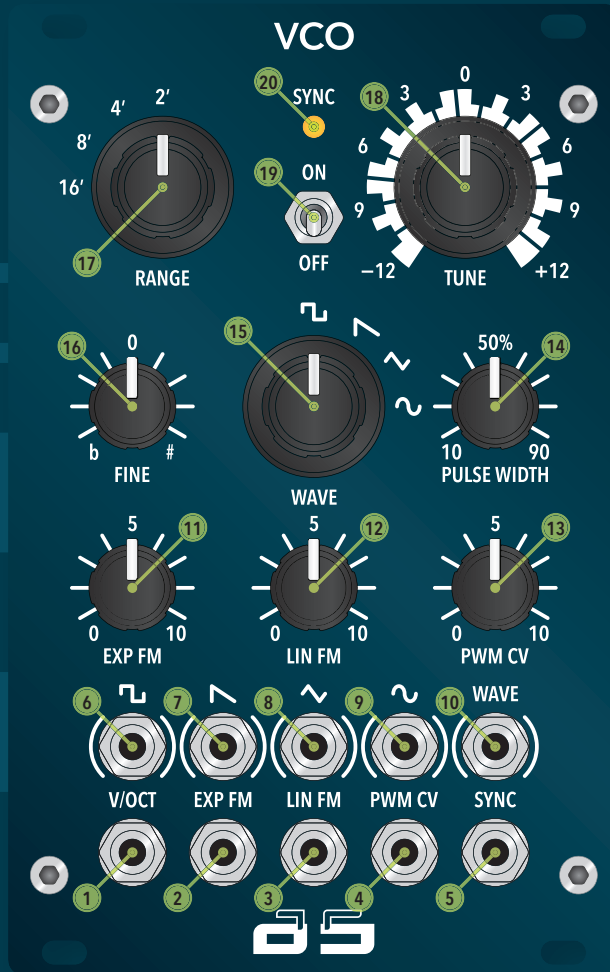 VCO
20 SYNC 18
4' 2' 3 0 3
8' 6 6
16' 19 ON 9 9
17 OFF −12 +12
RANGE TUNE
16 0 15 50% 14
b # 10 90
FINE WAVE PULSE WIDTH
5 11 5 12 5 13
0 10 0 10 0 10
EXP FM LIN FM PWM CV
6 7 8 9 10 WAVE
V/OCT EXP FM LIN FM PWM CV SYNC
1 2 3 4 5